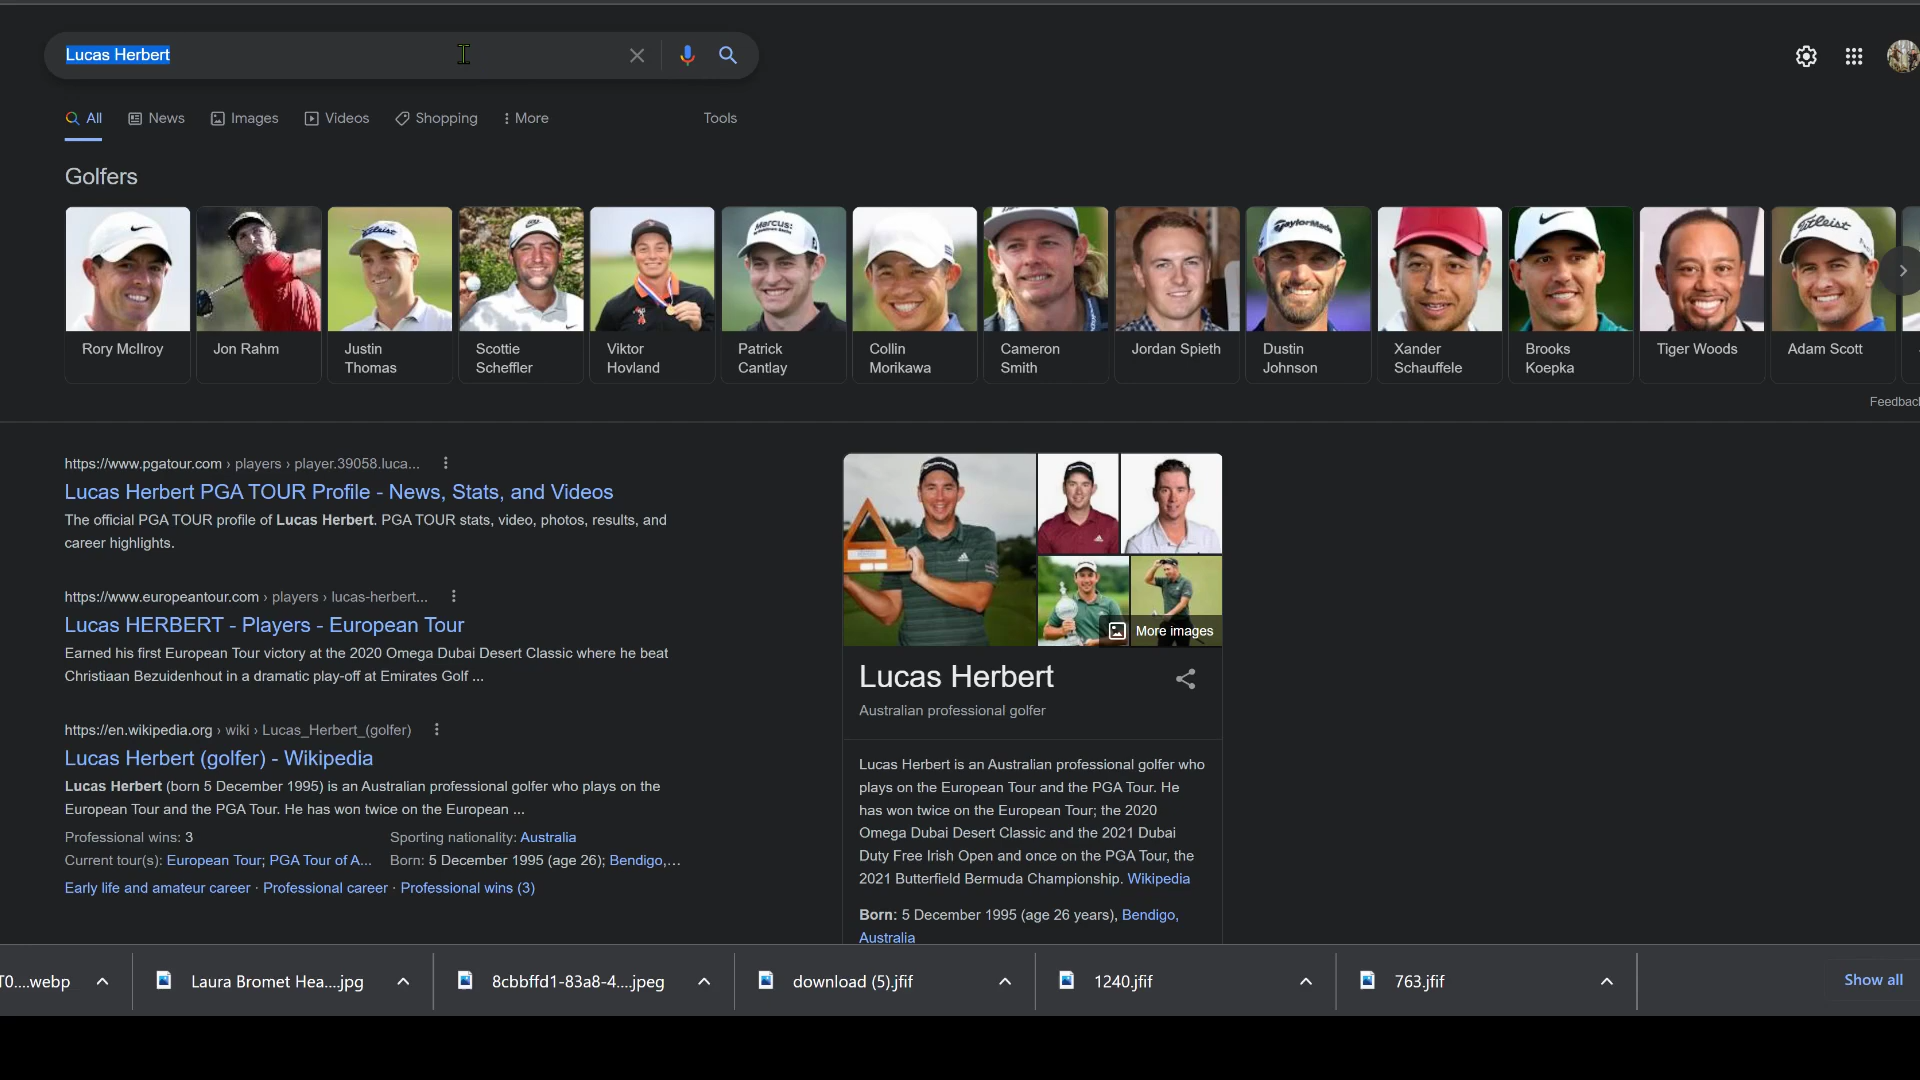 Lucas Herbert
All
News
Images
Videos
Shopping
More
Tools
Golfers
Marcus:
TaylorMade
Titleist
Titleist
Rory McIlroy
Jon Rahm
Justin
Thomas
Scottie
Scheffler
Viktor
Hovland
Patrick
Cantlay
Collin
Morikawa
Cameron
Smith
Jordan Spieth
Dustin
Johnson
Xander
Schauffele
Brooks
Koepka
Tiger Woods
Adam Scott
Feedbac
https://www.pgatour.com › players › player.39058.luca...
Lucas Herbert PGA TOUR Profile - News, Stats, and Videos
The official PGA TOUR profile of Lucas Herbert. PGA TOUR stats, video, photos, results, and
career highlights.
https://www.europeantour.com › players › lucas-herbert...
Lucas HERBERT - Players - European Tour
Earned his first European Tour victory at the 2020 Omega Dubai Desert Classic where he beat
Christiaan Bezuidenhout in a dramatic play-off at Emirates Golf ...
https://en.wikipedia.org › wiki › Lucas_Herbert_(golfer)
Lucas Herbert (golfer) - Wikipedia
Lucas Herbert (born 5 December 1995) is an Australian professional golfer who plays on the
European Tour and the PGA Tour. He has won twice on the European ...
Professional wins: 3
Sporting nationality: Australia
Current tour(s): European Tour; PGA Tour of A...
Born: 5 December 1995 (age 26); Bendigo,...
Early life and amateur career · Professional career · Professional wins (3)
More images
Lucas Herbert
Australian professional golfer
Lucas Herbert is an Australian professional golfer who
plays on the European Tour and the PGA Tour. He
has won twice on the European Tour; the 2020
Omega Dubai Desert Classic and the 2021 Dubai
Duty Free Irish Open and once on the PGA Tour, the
2021 Butterfield Bermuda Championship. Wikipedia
Born: 5 December 1995 (age 26 years), Bendigo,
Australia
T0....webp
Laura Bromet Hea....jpg
8cbbffd1-83a8-4....jpeg
download (5).jfif
1240.jfif
763.jfif
Show all